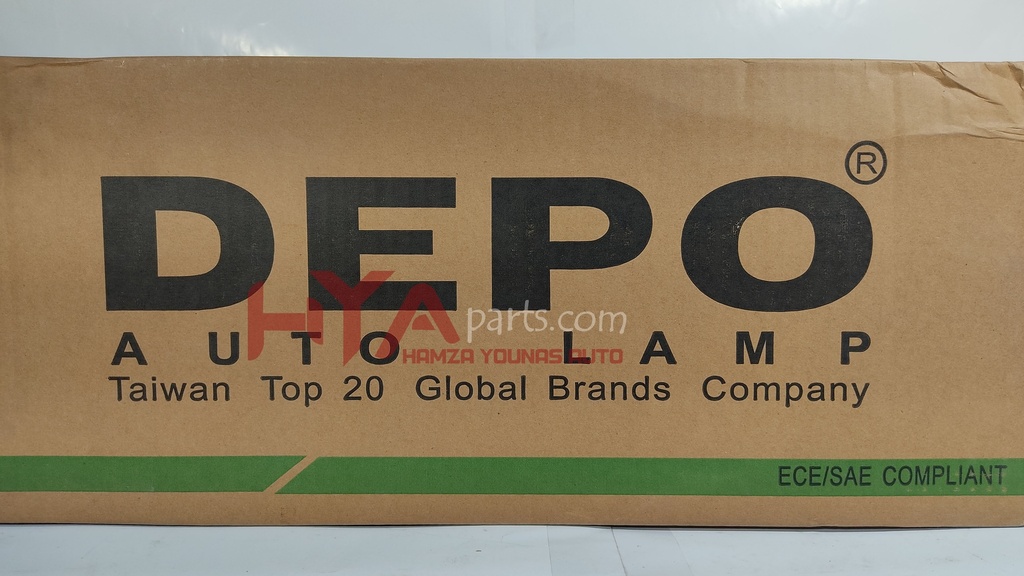 DEPO®
HYAparts.com
AUTO LAMP
HAMZA YOUNAS AUTO
Taiwan Top 20 Global Brands Company
ECE/SAE COMPLIANT